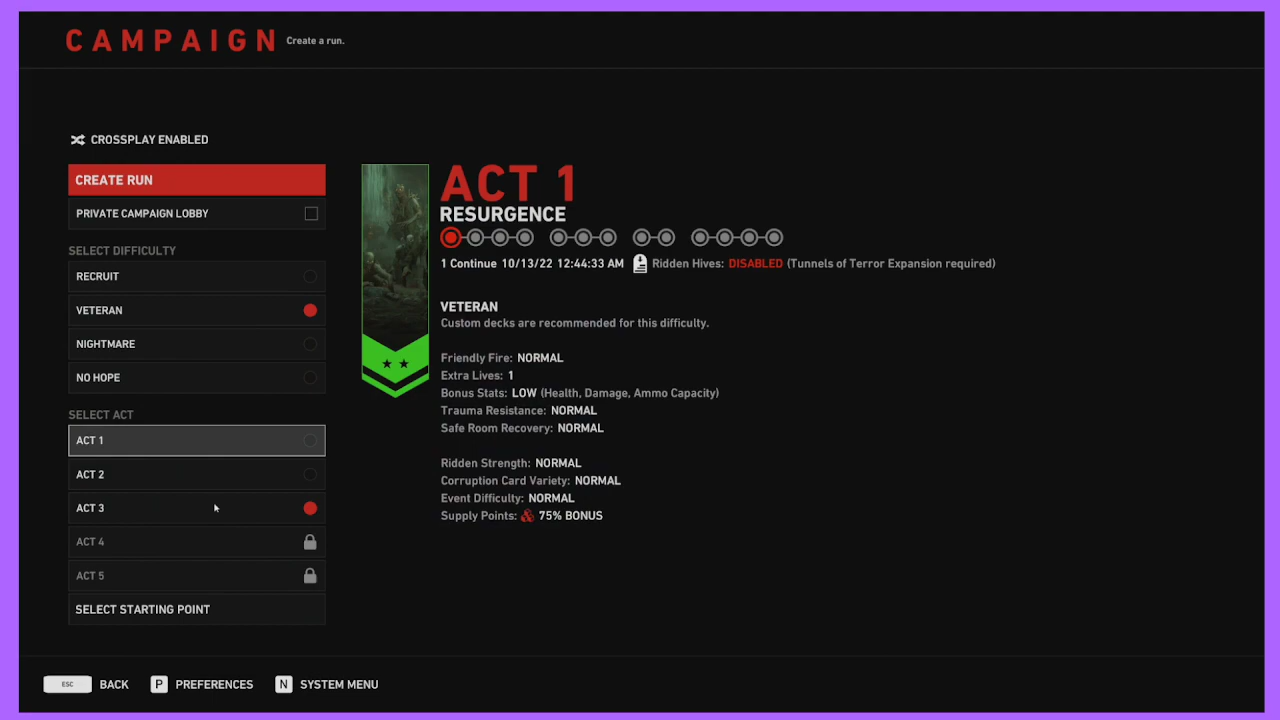 CAMPAIGN Create a run.
CROSSPLAY ENABLED
CREATE RUN
PRIVATE CAMPAIGN LOBBY
SELECT DIFFICULTY
RECRUIT
VETERAN
NIGHTMARE
NO HOPE
SELECT ACT
ACT 1
ACT 2
ACT 3
ACT 4
ACT 5
SELECT STARTING POINT
ACT 1
RESURGENCE
1 Continue 10/13/22 12:44:33 AM Ridden Hives: DISABLED (Tunnels of Terror Expansion required)
VETERAN
Custom decks are recommended for this difficulty.
Friendly Fire: NORMAL
Extra Lives: 1
Bonus Stats: LOW (Health, Damage, Ammo Capacity)
Trauma Resistance: NORMAL
Safe Room Recovery: NORMAL
Ridden Strength: NORMAL
Corruption Card Variety: NORMAL
Event Difficulty: NORMAL
Supply Points: 75% BONUS
ESC BACK P PREFERENCES N SYSTEM MENU